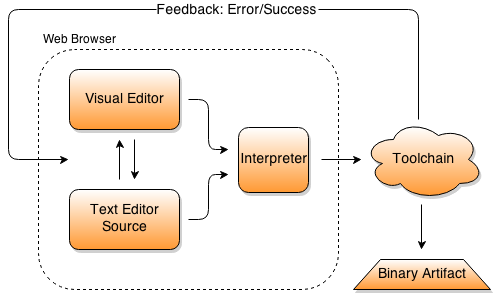 Feedback: Error/Success
Web Browser
Visual Editor
Interpreter
Toolchain
Text Editor
Source
Binary Artifact